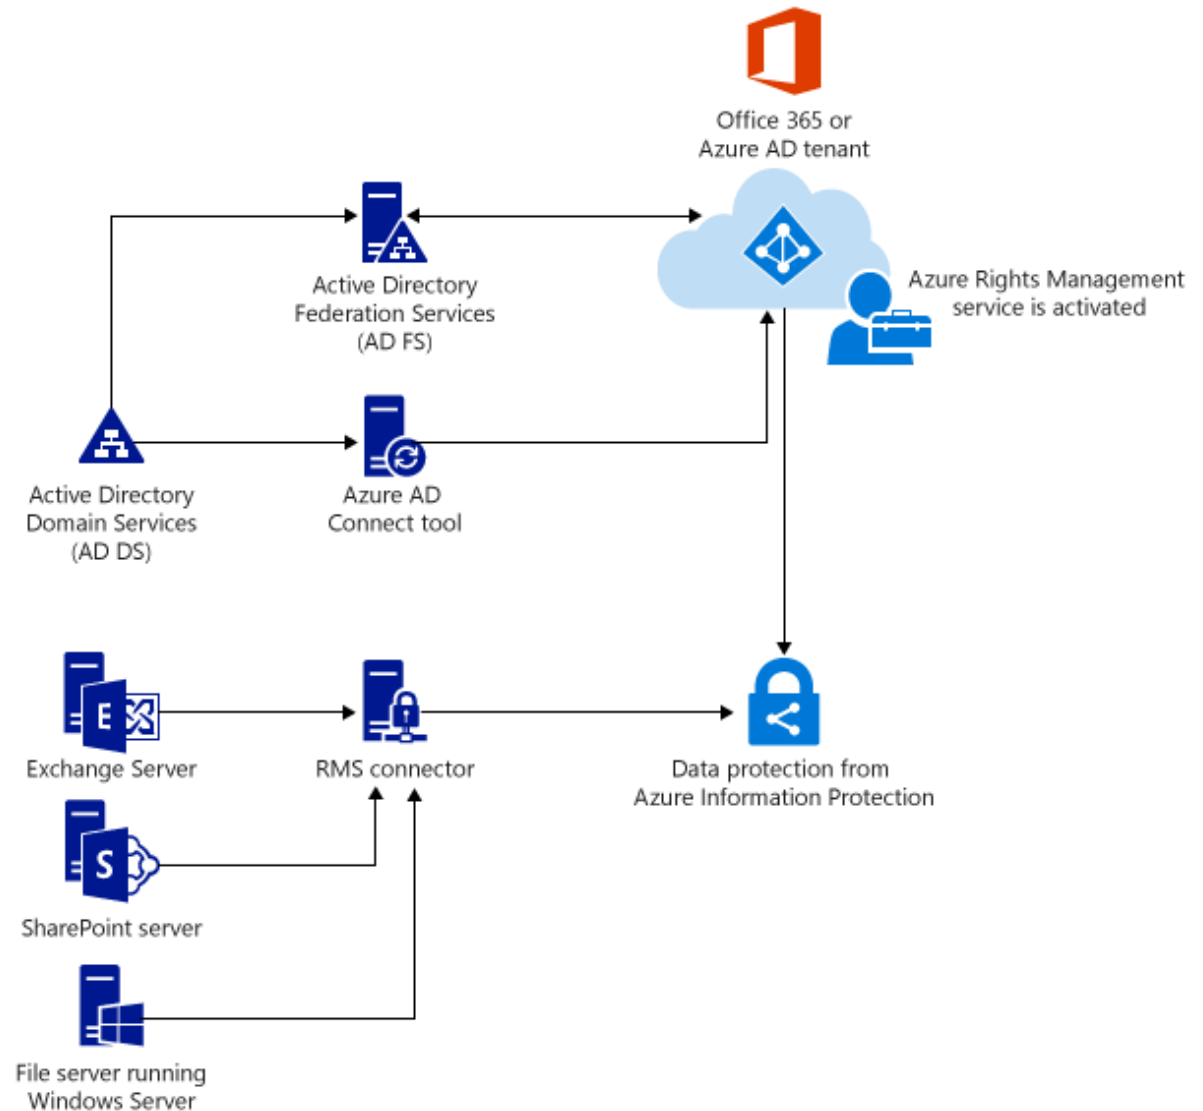 Office 365 or
Azure AD tenant
Azure Rights Management
service is activated
Active Directory
Federation Services
(AD FS)
Active Directory
Domain Services
(AD DS)
Azure AD
Connect tool
E
Exchange Server
RMS connector
Data protection from
Azure Information Protection
S
SharePoint server
File server running
Windows Server